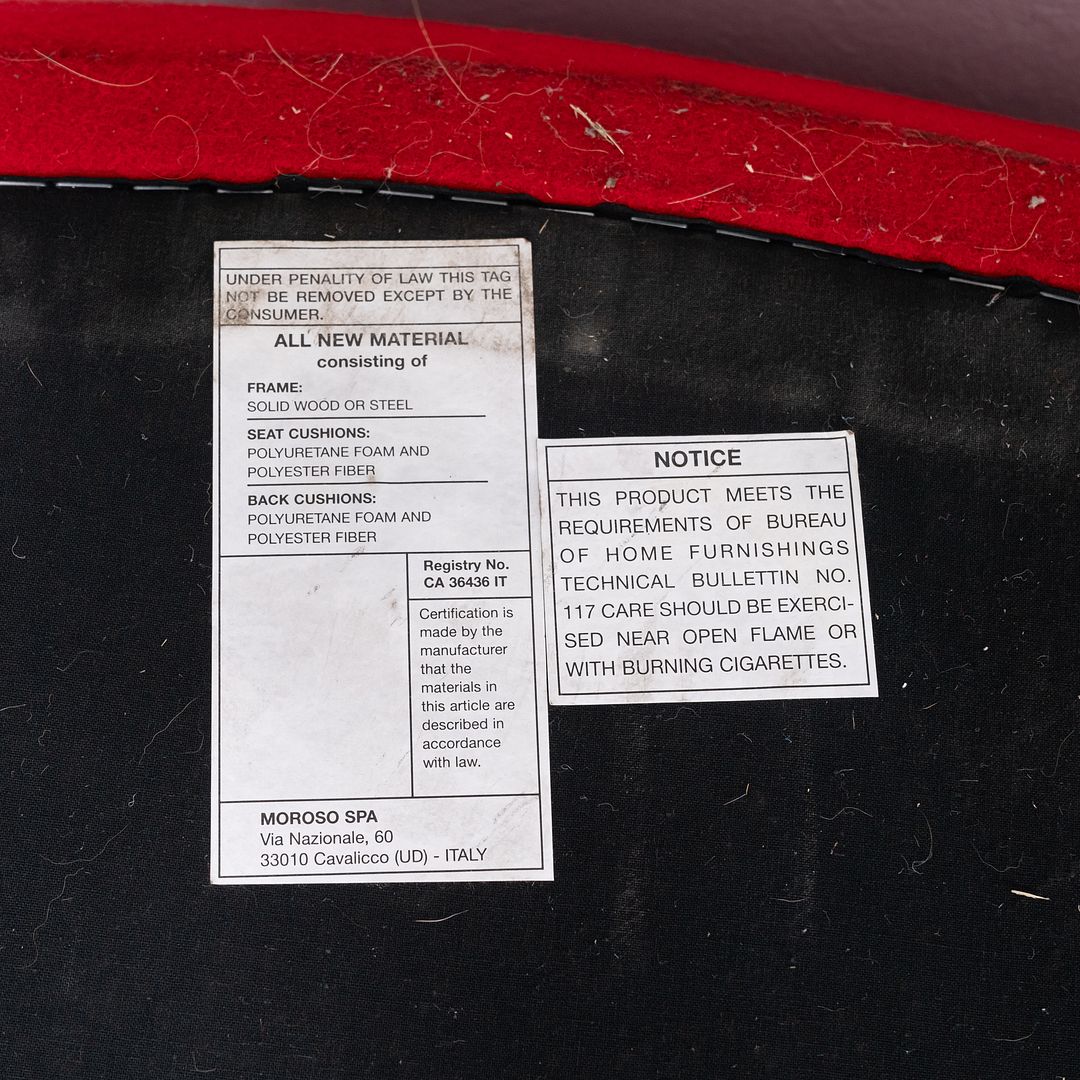 UNDER PENALITY OF LAW THIS TAG
NOT BE REMOVED EXCEPT BY THE
CONSUMER.
ALL NEW MATERIAL
consisting of
FRAME:
SOLID WOOD OR STEEL
SEAT CUSHIONS:
POLYURETANE FOAM AND
POLYESTER FIBER
BACK CUSHIONS:
POLYURETANE FOAM AND
POLYESTER FIBER
Registry No.
CA 36436 IT
Certification is
made by the
manufacturer
that the
materials in
this article are
described in
accordance
with law.
MOROSO SPA
Via Nazionale, 60
33010 Cavalicco (UD) - ITALY
NOTICE
THIS PRODUCT MEETS THE
REQUIREMENTS OF BUREAU
OF HOME FURNISHINGS
TECHNICAL BULLETTIN NO.
117 CARE SHOULD BE EXERCI-
SED NEAR OPEN FLAME OR
WITH BURNING CIGARETTES.